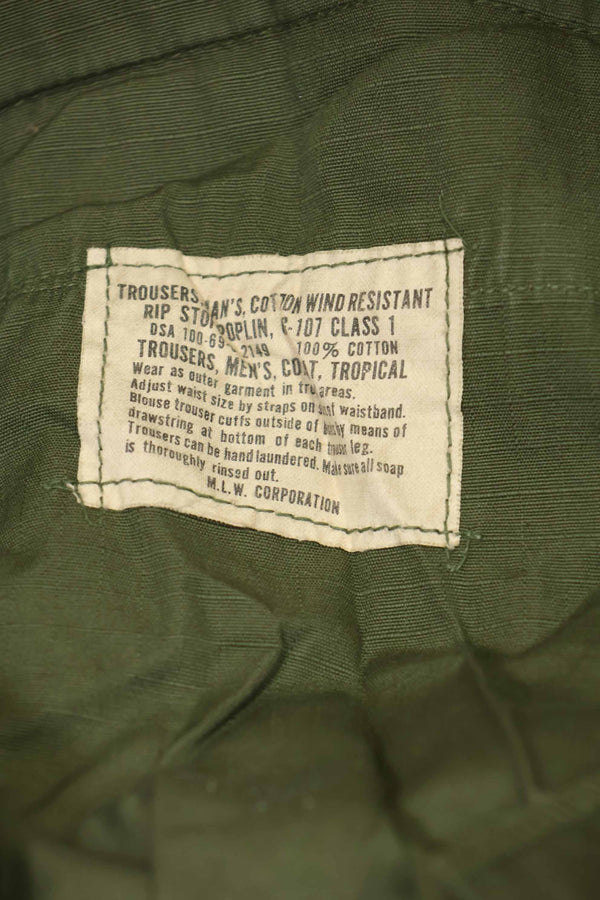 TROUSERS, MAN'S, COTTON WIND RESISTANT
RIP STOP POPLIN, 107 CLASS 1
DSA 100-69- 2149 100% COTTON
TROUSERS, MEN'S, COAT, TROPICAL
Wear as outer garment in areas.
Adjust waist size by straps on waistband.
Blouse trouser cuffs outside of by means of
drawstring at bottom of each trouser leg.
Trousers can be hand laundered. Make sure all soap
is thoroughly rinsed out.
M.L.W. CORPORATION